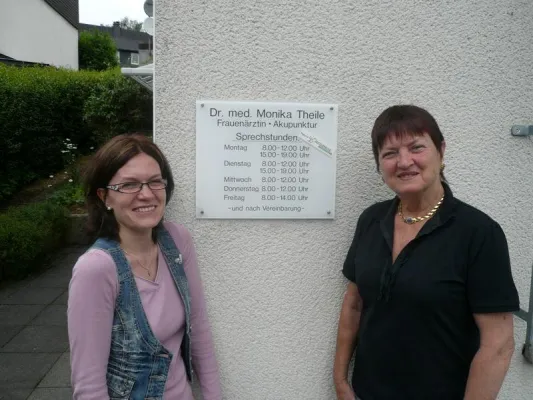 Dr. med. Monika Theile
Frauenärztin • Akupunktur
Sprechstunden
Montag 8.00-12.00 Uhr
15.00-19.00 Uhr
Dienstag 8.00-12.00 Uhr
15.00-18.00 Uhr
Mittwoch 8.00-12.00 Uhr
Donnerstag 8.00-12.00 Uhr
Freitag 8.00-14.00 Uhr
-und nach Vereinbarung-